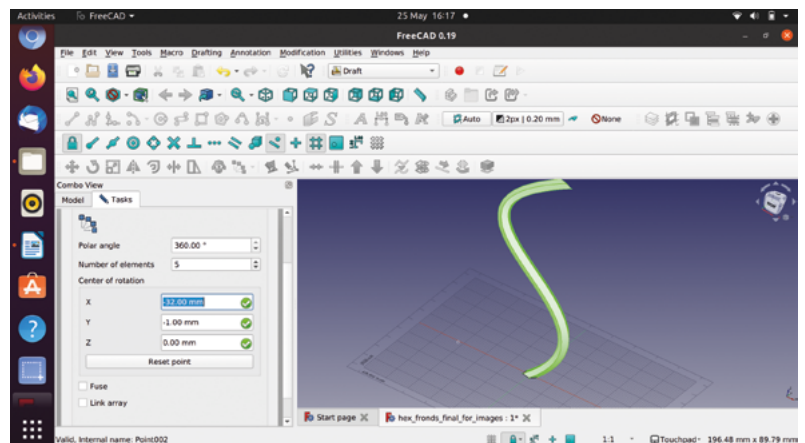 Activities FreeCAD 25 May 16:17
FreeCAD 0.19
File Edit View Tools Macro Drafting Annotation Modification Utilities Windows Help
Draft
Auto 2px | 0.20 mm None
Combo View
Model Tasks
Polar angle 360.00 °
Number of elements 5
Center of rotation
X -32.00 mm
Y -1.00 mm
Z 0.00 mm
Reset point
Fuse
Link array
Start page hex_fronds_final_for_images : 1*
Valid, Internal name: Point002 1:1 Touchpad 196.48 mm x 89.79 mm